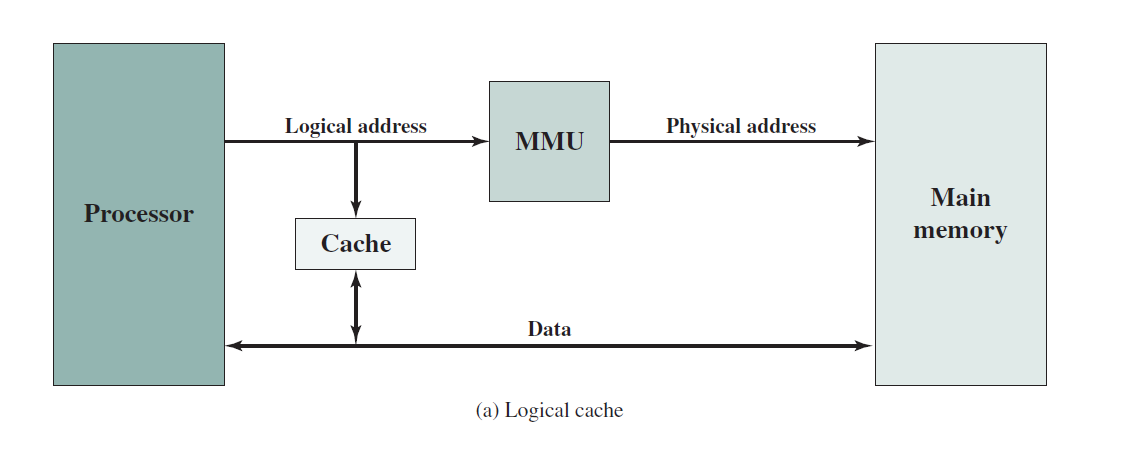 Logical address
Physical address
MMU
Processor
Main
memory
Cache
Data
(a) Logical cache